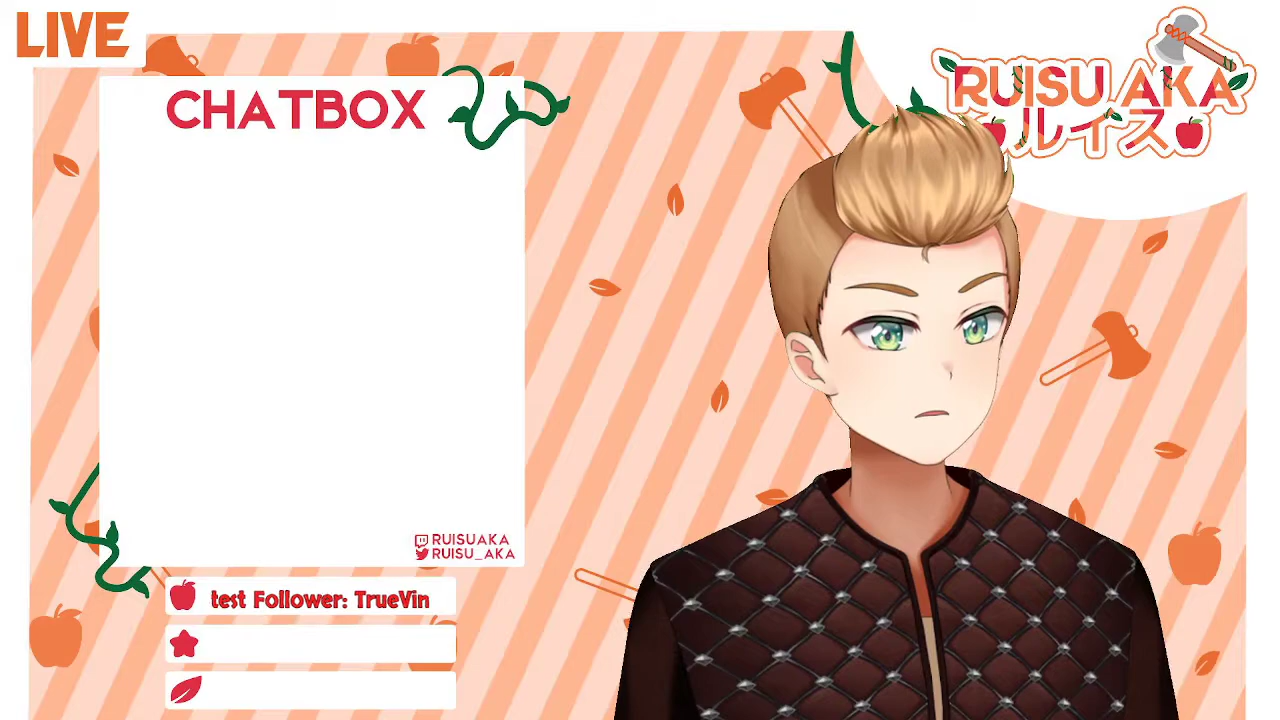 LIVE
RUISU AKA
ルイス
CHATBOX
RUISUAKA
RUISU_AKA
test Follower: TrueVin